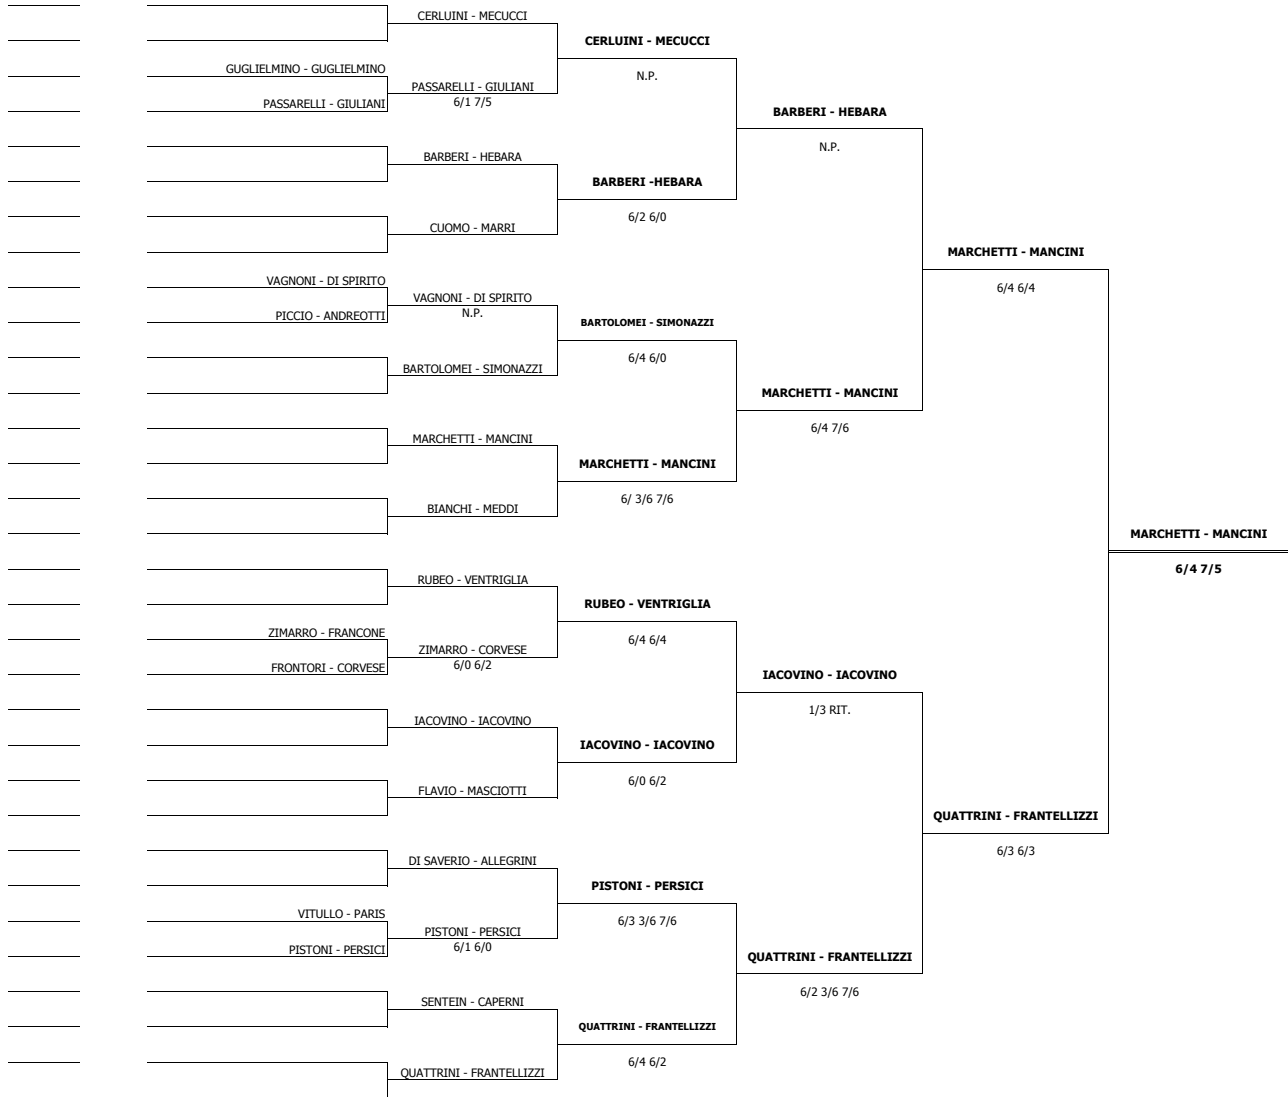 CERLUINI - MECUCCI
CERLUINI - MECUCCI
GUGLIELMINO - GUGLIELMINO
N.P.
PASSARELLI - GIULIANI
PASSARELLI - GIULIANI
6/1 7/5
BARBERI - HEBARA
N.P.
BARBERI - HEBARA
BARBERI -HEBARA
6/2 6/0
CUOMO - MARRI
MARCHETTI - MANCINI
6/4 6/4
VAGNONI - DI SPIRITO
VAGNONI - DI SPIRITO
N.P.
PICCIO - ANDREOTTI
BARTOLOMEI - SIMONAZZI
6/4 6/0
BARTOLOMEI - SIMONAZZI
MARCHETTI - MANCINI
6/4 7/6
MARCHETTI - MANCINI
MARCHETTI - MANCINI
6/ 3/6 7/6
BIANCHI - MEDDI
MARCHETTI - MANCINI
6/4 7/5
RUBEO - VENTRIGLIA
RUBEO - VENTRIGLIA
6/4 6/4
ZIMARRO - FRANCONE
ZIMARRO - CORVESE
6/0 6/2
FRONTORI - CORVESE
IACOVINO - IACOVINO
1/3 RIT.
IACOVINO - IACOVINO
IACOVINO - IACOVINO
6/0 6/2
FLAVIO - MASCIOTTI
QUATTRINI - FRANTELLIZZI
6/3 6/3
DI SAVERIO - ALLEGRINI
PISTONI - PERSICI
6/3 3/6 7/6
VITULLO - PARIS
PISTONI - PERSICI
6/1 6/0
PISTONI - PERSICI
QUATTRINI - FRANTELLIZZI
6/2 3/6 7/6
SENTEIN - CAPERNI
QUATTRINI - FRANTELLIZZI
6/4 6/2
QUATTRINI - FRANTELLIZZI